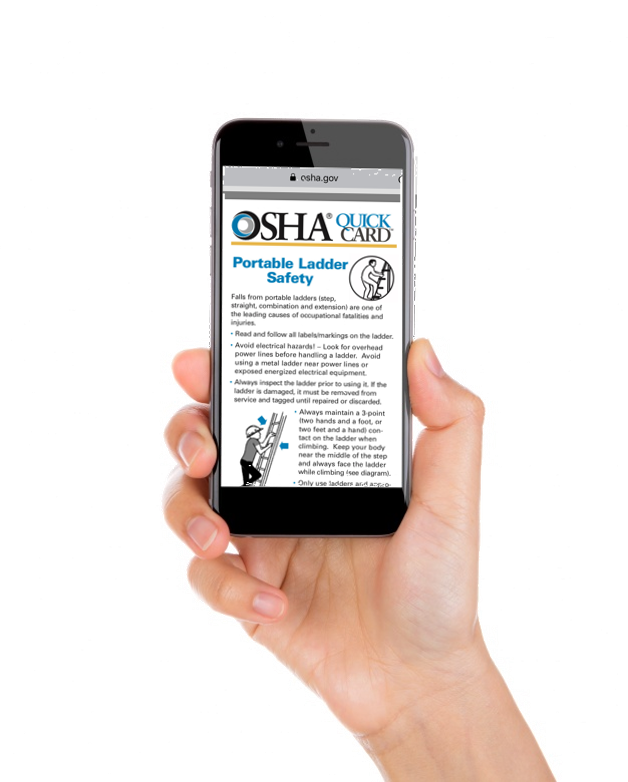 osha.gov
OSHA® QUICK
CARD™
Portable Ladder
Safety
Falls from portable ladders (step,
straight, combination and extension) are one of
the leading causes of occupational fatalities and
injuries.
• Read and follow all labels/markings on the ladder.
• Avoid electrical hazards! – Look for overhead
power lines before handling a ladder. Avoid
using a metal ladder near power lines or
exposed energized electrical equipment.
• Always inspect the ladder prior to using it. If the
ladder is damaged, it must be removed from
service and tagged until repaired or discarded.
• Always maintain a 3-point
(two hands and a foot, or
two feet and a hand) con-
tact on the ladder when
climbing. Keep your body
near the middle of the step
and always face the ladder
while climbing (see diagram).
• Only use ladders and appro-